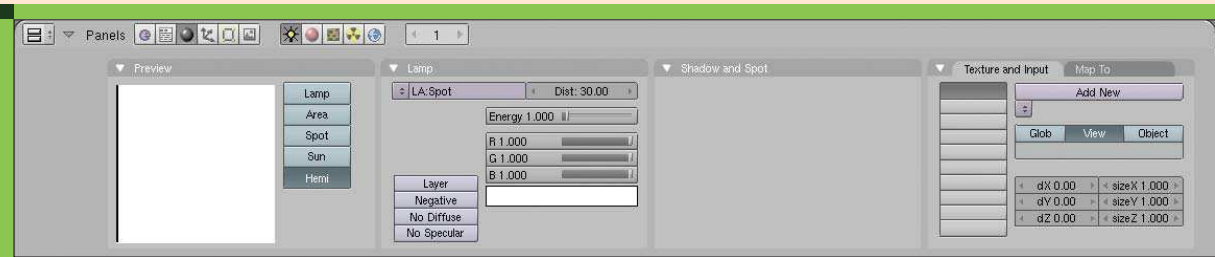 Panels 1
Preview
Lamp
Area
Spot
Sun
Hemi
Lamp
LA:Spot Dist: 30.00
Energy 1.000
R 1.000
G 1.000
B 1.000
Layer
Negative
No Diffuse
No Specular
Shadow and Spot
Texture and Input Map To
Add New
Glob View Object
dX 0.00 sizeX 1.000
dY 0.00 sizeY 1.000
dZ 0.00 sizeZ 1.000